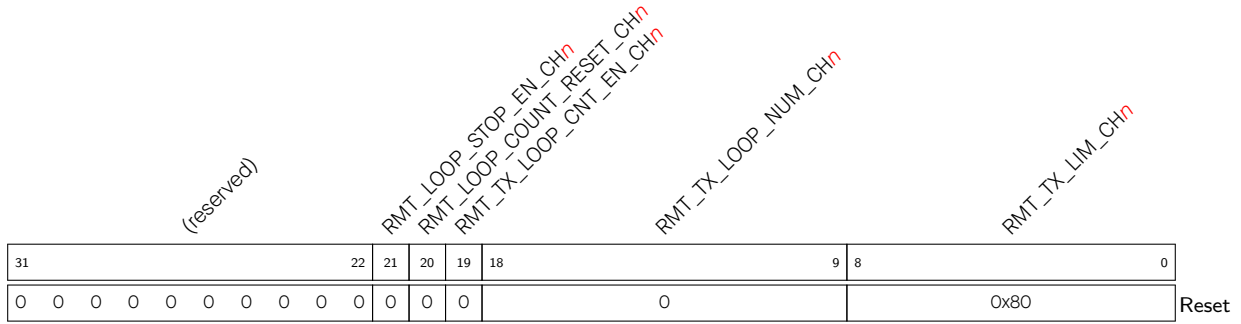 (reserved)
RMT_LOOP_STOP_EN_CHn
RMT_LOOP_COUNT_RESET_CHn
RMT_TX_LOOP_CNT_EN_CHn
RMT_TX_LOOP_NUM_CHn
RMT_TX_LIM_CHn
31 22 21 20 19 18 9 8 0
0 0 0 0 0 0 0 0 0 0 0 0 0 0 0x80 Reset